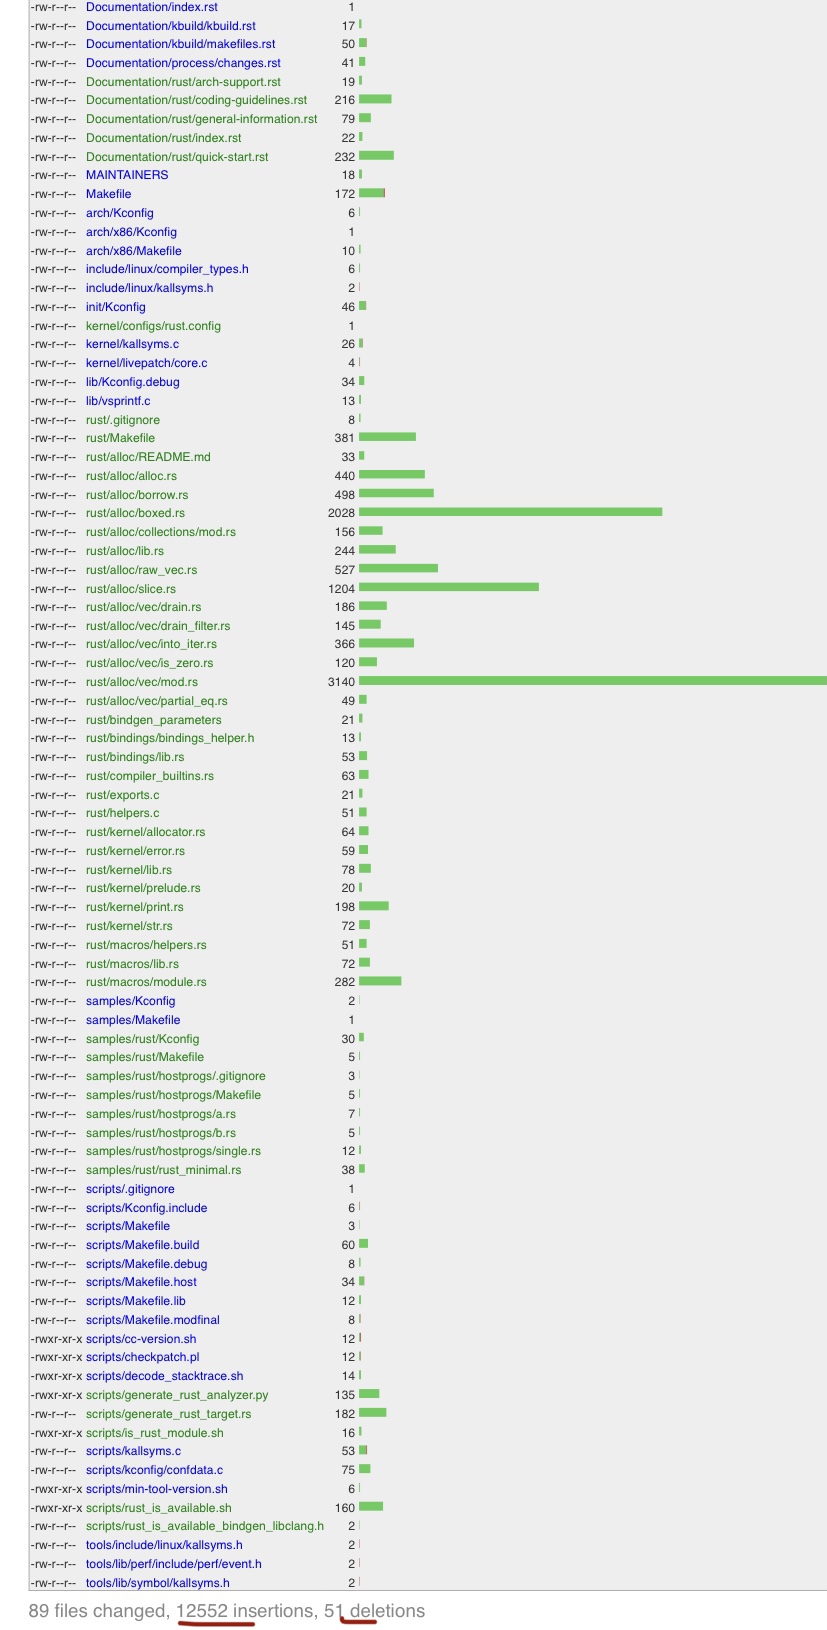 -rw-r--r-- Documentation/index.rst 1
-rw-r--r-- Documentation/kbuild/kbuild.rst 17
-rw-r--r-- Documentation/kbuild/makefiles.rst 50
-rw-r--r-- Documentation/process/changes.rst 41
-rw-r--r-- Documentation/rust/arch-support.rst 19
-rw-r--r-- Documentation/rust/coding-guidelines.rst 216
-rw-r--r-- Documentation/rust/general-information.rst 79
-rw-r--r-- Documentation/rust/index.rst 22
-rw-r--r-- Documentation/rust/quick-start.rst 232
-rw-r--r-- MAINTAINERS 18
-rw-r--r-- Makefile 172
-rw-r--r-- arch/Kconfig 6
-rw-r--r-- arch/x86/Kconfig 1
-rw-r--r-- arch/x86/Makefile 10
-rw-r--r-- include/linux/compiler_types.h 6
-rw-r--r-- include/linux/kallsyms.h 2
-rw-r--r-- init/Kconfig 46
-rw-r--r-- kernel/configs/rust.config 1
-rw-r--r-- kernel/kallsyms.c 26
-rw-r--r-- kernel/livepatch/core.c 4
-rw-r--r-- lib/Kconfig.debug 34
-rw-r--r-- lib/vsprintf.c 13
-rw-r--r-- rust/.gitignore 8
-rw-r--r-- rust/Makefile 381
-rw-r--r-- rust/alloc/README.md 33
-rw-r--r-- rust/alloc/alloc.rs 440
-rw-r--r-- rust/alloc/borrow.rs 498
-rw-r--r-- rust/alloc/boxed.rs 2028
-rw-r--r-- rust/alloc/collections/mod.rs 156
-rw-r--r-- rust/alloc/lib.rs 244
-rw-r--r-- rust/alloc/raw_vec.rs 527
-rw-r--r-- rust/alloc/slice.rs 1204
-rw-r--r-- rust/alloc/vec/drain.rs 186
-rw-r--r-- rust/alloc/vec/drain_filter.rs 145
-rw-r--r-- rust/alloc/vec/into_iter.rs 366
-rw-r--r-- rust/alloc/vec/is_zero.rs 120
-rw-r--r-- rust/alloc/vec/mod.rs 3140
-rw-r--r-- rust/alloc/vec/partial_eq.rs 49
-rw-r--r-- rust/bindgen_parameters 21
-rw-r--r-- rust/bindings/bindings_helper.h 13
-rw-r--r-- rust/bindings/lib.rs 53
-rw-r--r-- rust/compiler_builtins.rs 63
-rw-r--r-- rust/exports.c 21
-rw-r--r-- rust/helpers.c 51
-rw-r--r-- rust/kernel/allocator.rs 64
-rw-r--r-- rust/kernel/error.rs 59
-rw-r--r-- rust/kernel/lib.rs 78
-rw-r--r-- rust/kernel/prelude.rs 20
-rw-r--r-- rust/kernel/print.rs 198
-rw-r--r-- rust/kernel/str.rs 72
-rw-r--r-- rust/macros/helpers.rs 51
-rw-r--r-- rust/macros/lib.rs 72
-rw-r--r-- rust/macros/module.rs 282
-rw-r--r-- samples/Kconfig 2
-rw-r--r-- samples/Makefile 1
-rw-r--r-- samples/rust/Kconfig 30
-rw-r--r-- samples/rust/Makefile 5
-rw-r--r-- samples/rust/hostprogs/.gitignore 3
-rw-r--r-- samples/rust/hostprogs/Makefile 5
-rw-r--r-- samples/rust/hostprogs/a.rs 7
-rw-r--r-- samples/rust/hostprogs/b.rs 5
-rw-r--r-- samples/rust/hostprogs/single.rs 12
-rw-r--r-- samples/rust/rust_minimal.rs 38
-rw-r--r-- scripts/.gitignore 1
-rw-r--r-- scripts/Kconfig.include 6
-rw-r--r-- scripts/Makefile 3
-rw-r--r-- scripts/Makefile.build 60
-rw-r--r-- scripts/Makefile.debug 8
-rw-r--r-- scripts/Makefile.host 34
-rw-r--r-- scripts/Makefile.lib 12
-rw-r--r-- scripts/Makefile.modfinal 8
-rwxr-xr-x scripts/cc-version.sh 12
-rwxr-xr-x scripts/checkpatch.pl 12
-rwxr-xr-x scripts/decode_stacktrace.sh 14
-rwxr-xr-x scripts/generate_rust_analyzer.py 135
-rw-r--r-- scripts/generate_rust_target.rs 182
-rwxr-xr-x scripts/is_rust_module.sh 16
-rw-r--r-- scripts/kallsyms.c 53
-rw-r--r-- scripts/kconfig/confdata.c 75
-rwxr-xr-x scripts/min-tool-version.sh 6
-rwxr-xr-x scripts/rust_is_available.sh 160
-rw-r--r-- scripts/rust_is_available_bindgen_libclang.h 2
-rw-r--r-- tools/include/linux/kallsyms.h 2
-rw-r--r-- tools/lib/perf/include/perf/event.h 2
-rw-r--r-- tools/lib/symbol/kallsyms.h 2
89 files changed, 12552 insertions, 51 deletions